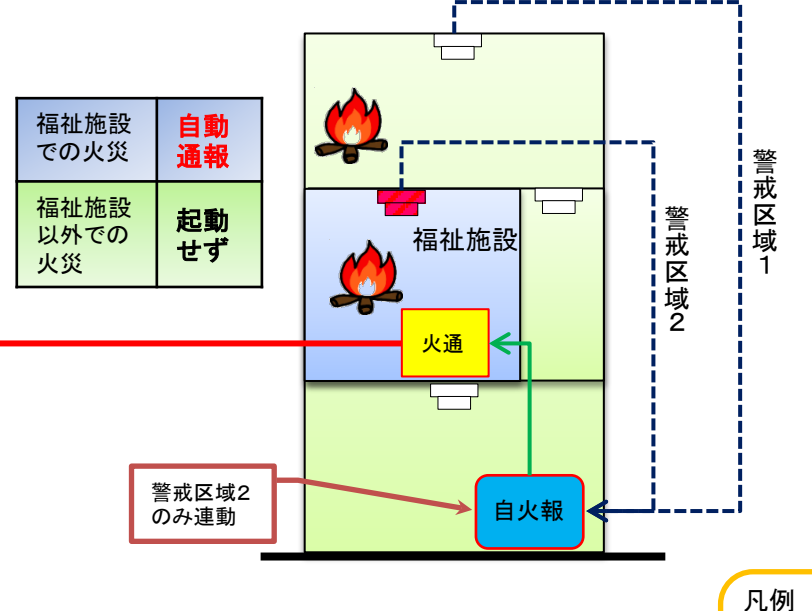 福祉施設
での火災
自動
通報
福祉施設
以外での
火災
起動
せず
福祉施設
火通
警戒区域2
のみ連動
自火報
警戒区域2
警戒区域1
凡例